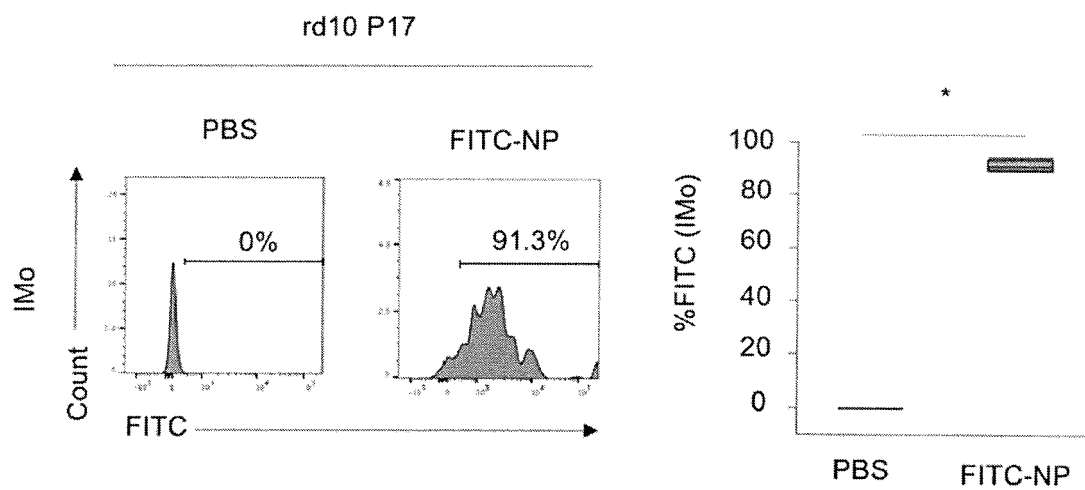 rd10 P17
PBS
FITC-NP
IMo
Count
0%
91.3%
FITC
*
%FITC (IMo)
100
80
60
40
20
0
PBS
FITC-NP